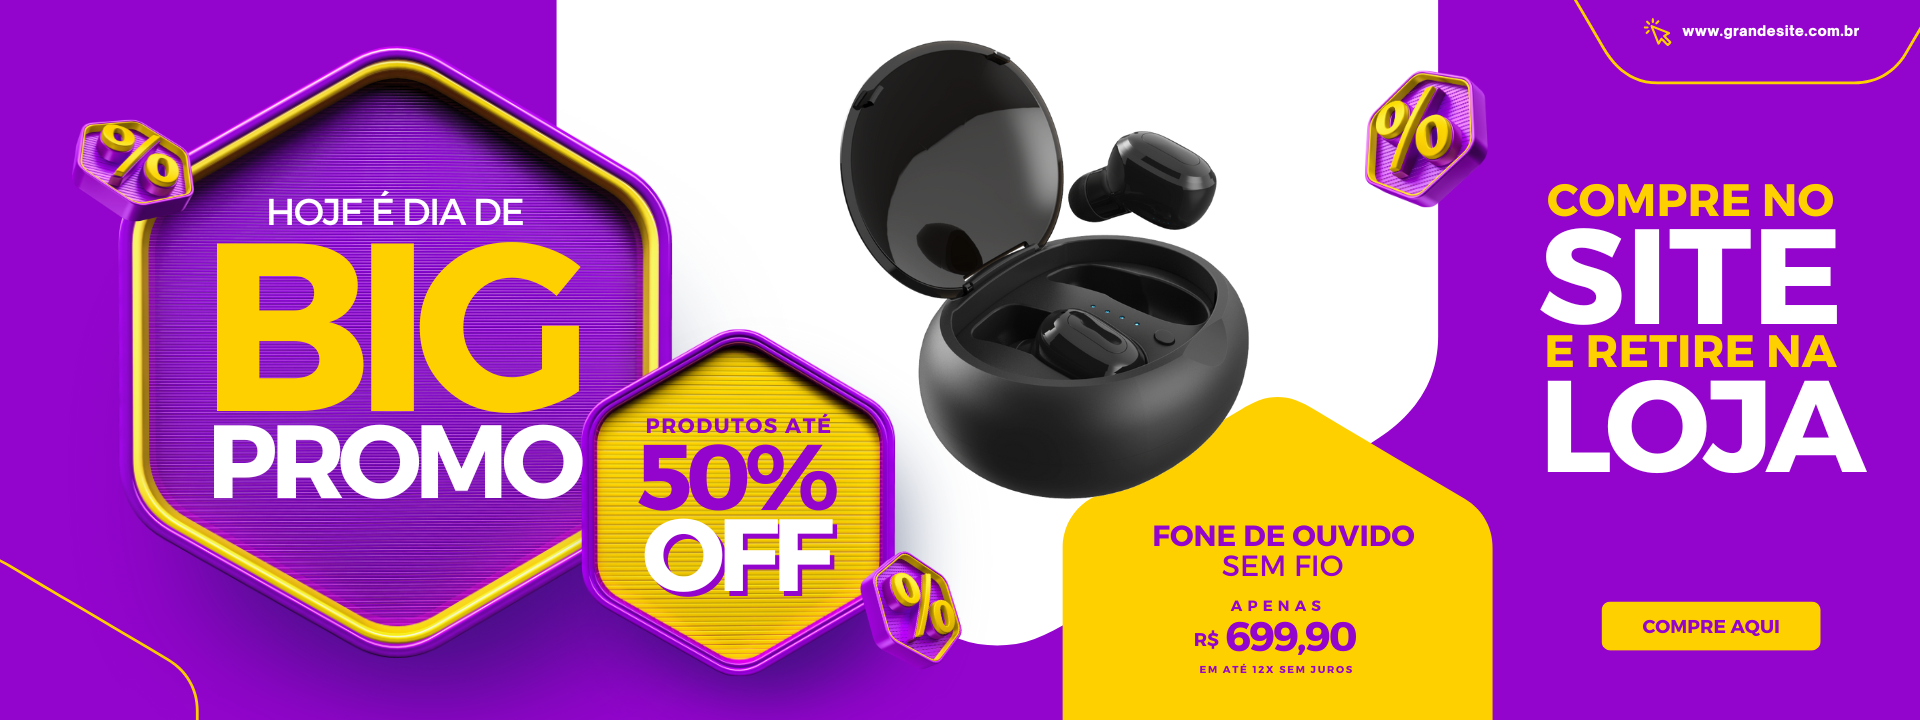 HOJE É DIA DE
BIG
PROMO
PRODUTOS ATÉ
50%
OFF
%
%
%
FONE DE OUVIDO
SEM FIO
APENAS
R$ 699,90
EM ATÉ 12X SEM JUROS
www.grandesite.com.br
COMPRE NO
SITE
E RETIRE NA
LOJA
COMPRE AQUI